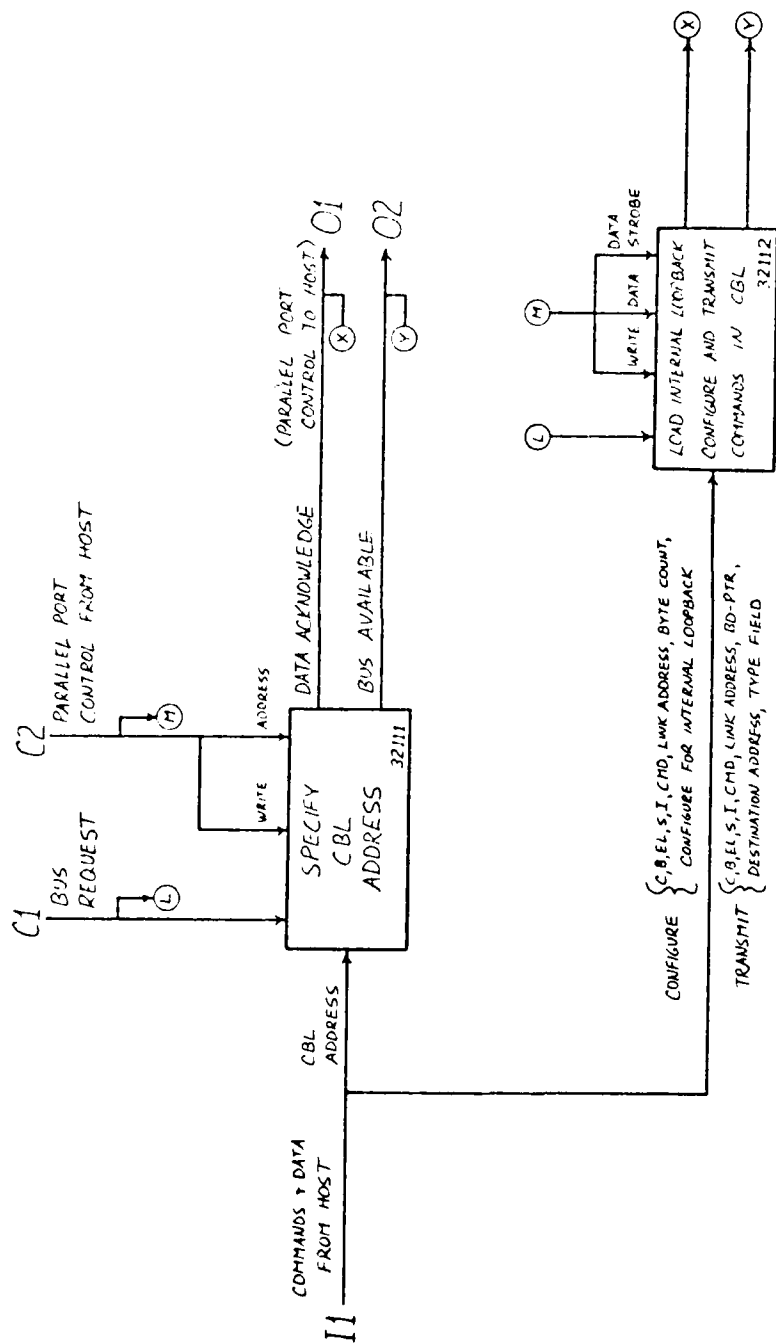 C1
BUS
REQUEST
L
C2
PARALLEL PORT
CONTROL FROM HOST
M
WRITE
ADDRESS
I1
COMMANDS & DATA
FROM HOST
CBL
ADDRESS
SPECIFY
CBL
ADDRESS
32111
DATA ACKNOWLEDGE
(PARALLEL PORT
CONTROL TO HOST)
O1
X
BUS AVAILABLE
O2
Y
CONFIGURE { C,B,EL,S,I,CMD, LINK ADDRESS, BYTE COUNT,
CONFIGURE FOR INTERNAL LOOPBACK
TRANSMIT { C,B,EL,S,I,CMD, LINK ADDRESS, BD-PTR,
DESTINATION ADDRESS, TYPE FIELD
L
M
WRITE DATA
DATA
STROBE
LOAD INTERNAL LOOPBACK
CONFIGURE AND TRANSMIT
COMMANDS IN CBL
32112
X
Y